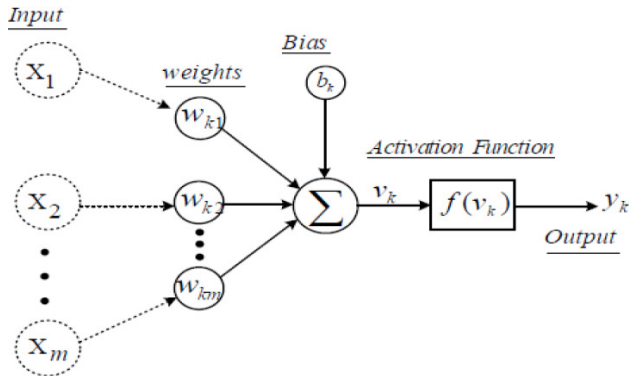 Input
X1
weights
wk1
Bias
bk
Activation Function
X2
wk2
∑
vk
f(vk)
yk
Output
wkm
Xm